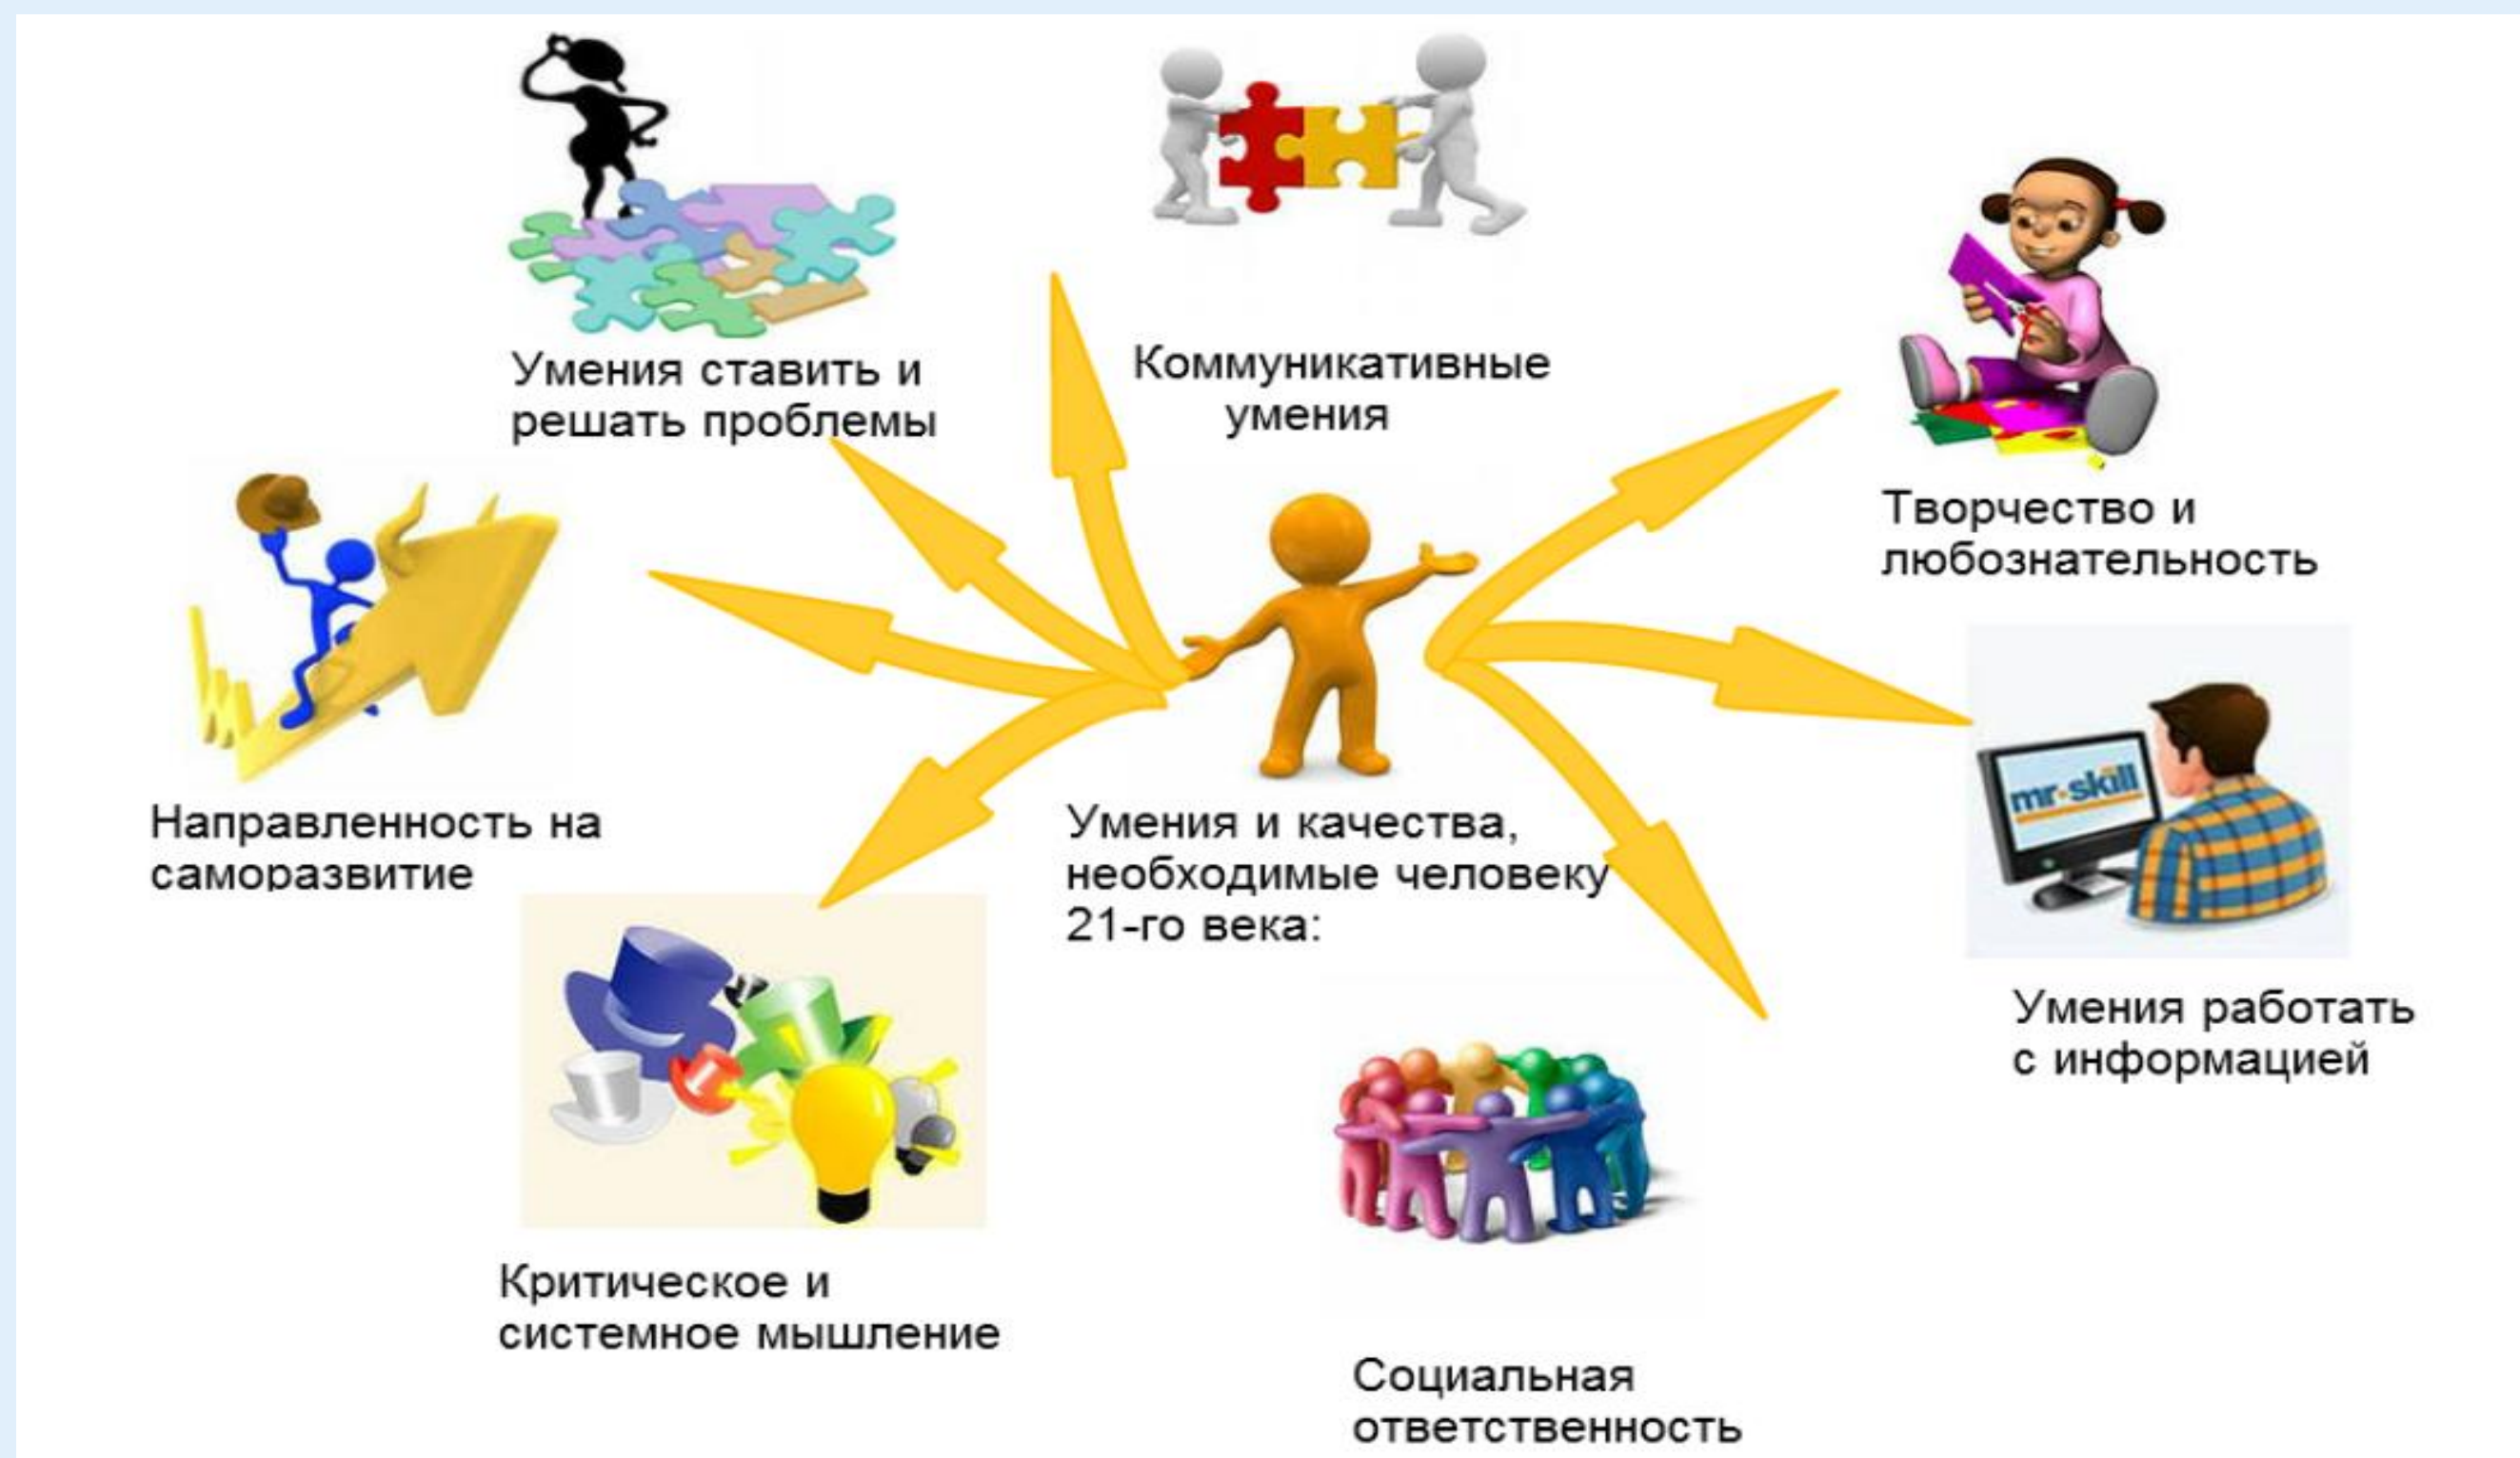 Умения ставить и
решать проблемы
Коммуникативные
умения
Творчество и
любознательность
Направленность на
саморазвитие
Умения и качества,
необходимые человеку
21-го века:
mr-skill
Умения работать
с информацией
Критическое и
системное мышление
Социальная
ответственность